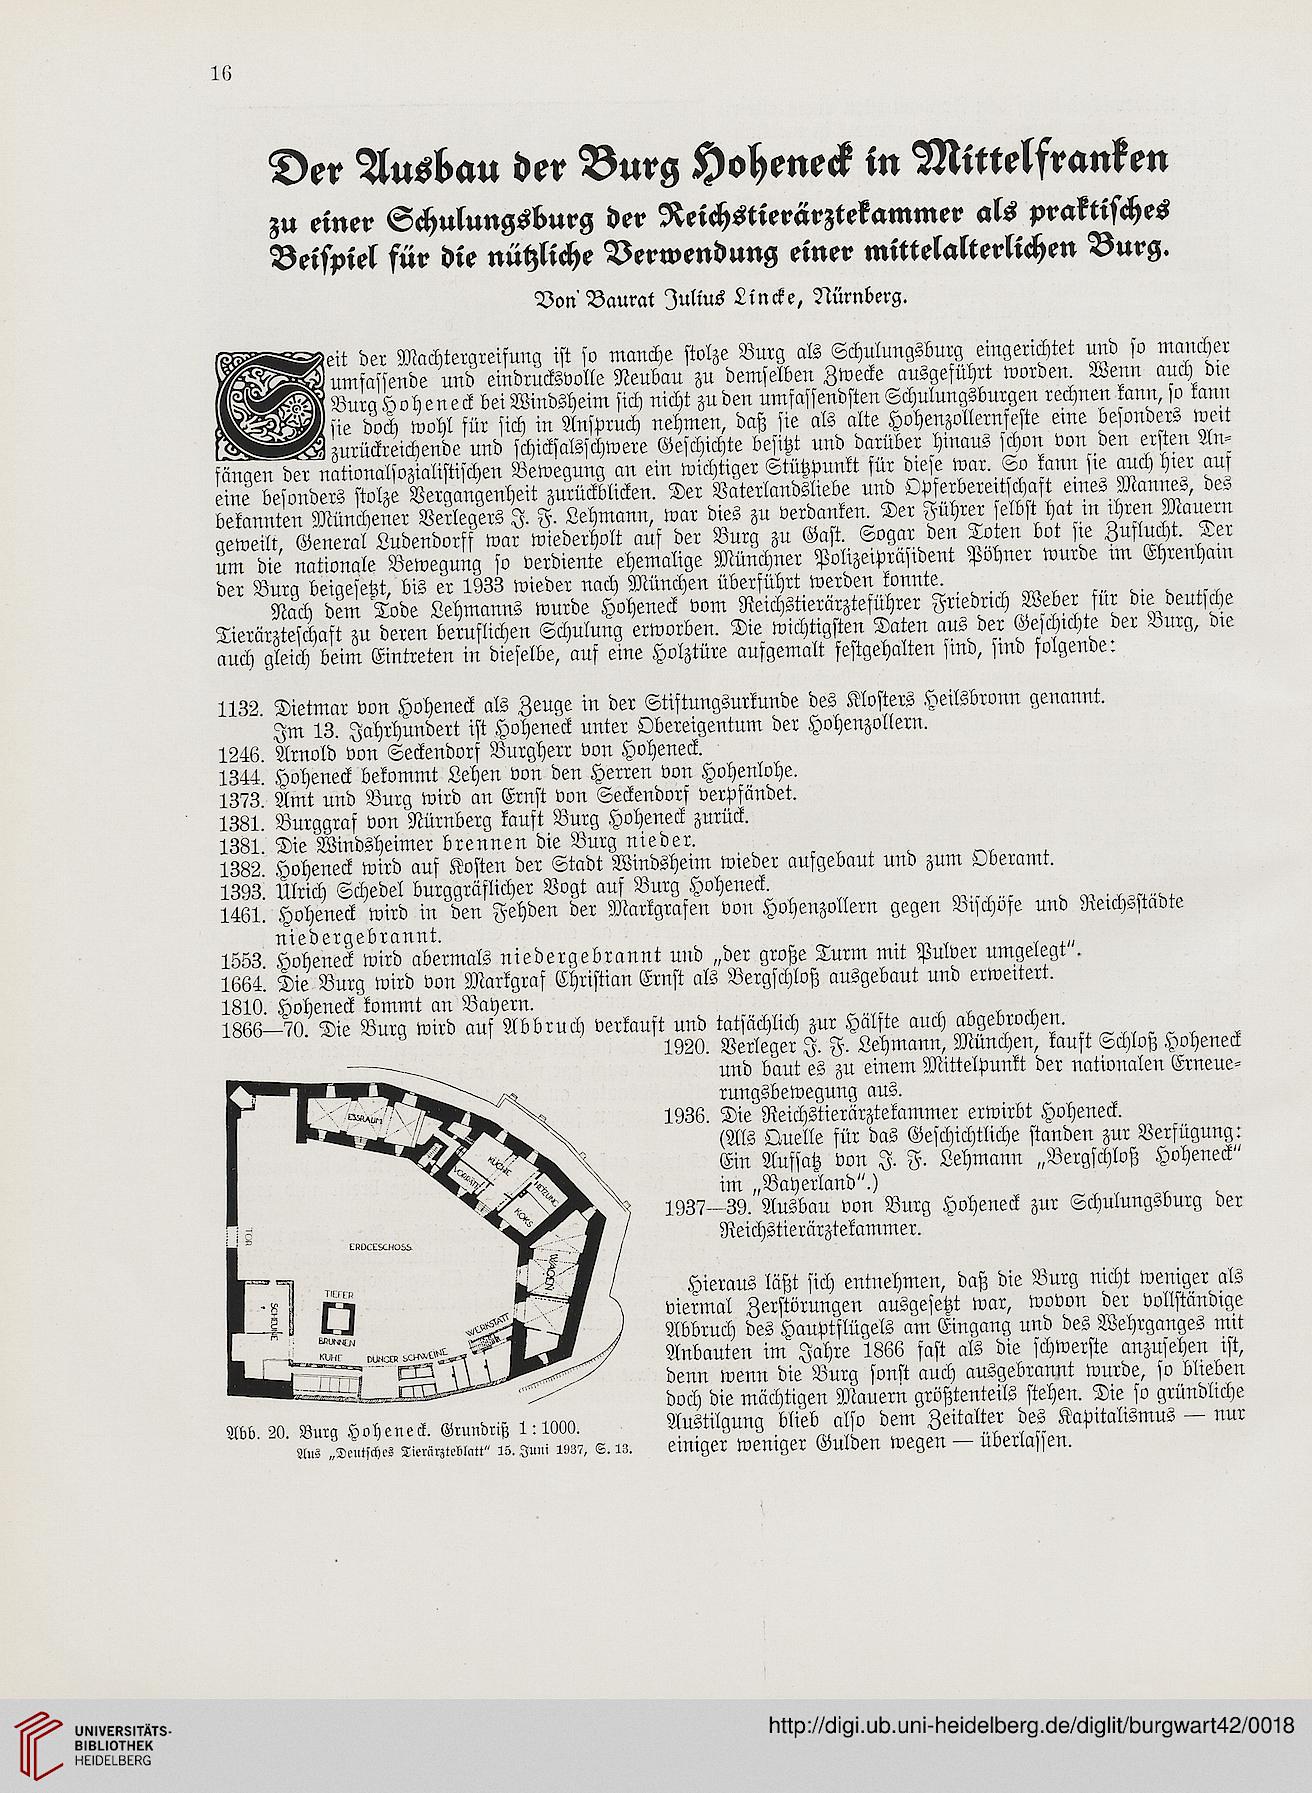 16
Der Ausbau der Burg Hoheneck in Mittelfranken
zu einer Schulungsburg der Reichstierärztekammer als praktisches
Beispiel für die nützliche Verwendung einer mittelalterlichen Burg.
Von Baurat Julius Lincke, Nürnberg.
Seit der Machtergreifung ist so manche stolze Burg als Schulungsburg eingerichtet und so mancher
umfassende und eindrucksvolle Neubau zu demselben Zwecke ausgeführt worden. Wenn auch die
Burg Hoheneck bei Windsheim sich nicht zu den umfassendsten Schulungsburgen rechnen kann, so kann
sie doch wohl für sich in Anspruch nehmen, daß sie als alte Hohenzollernfeste eine besonders weit
zurückreichende und schicksalsschwere Geschichte besitzt und darüber hinaus schon von den ersten An-
fängen der nationalsozialistischen Bewegung an ein wichtiger Stützpunkt für diese war. So kann sie auch hier auf
eine besonders stolze Vergangenheit zurückblicken. Der Vaterlandsliebe und Opferbereitschaft eines Mannes, des
bekannten Münchener Verlegers J. F. Lehmann, war dies zu verdanken. Der Führer selbst hat in ihren Mauern
geweilt, General Ludendorff war wiederholt auf der Burg zu Gast. Sogar den Toten bot sie Zuflucht. Der
um die nationale Bewegung so verdiente ehemalige Münchner Polizeipräsident Pöhner wurde im Ehrenhain
der Burg beigesetzt, bis er 1933 wieder nach München überführt werden konnte.
Nach dem Tode Lehmanns wurde Hoheneck vom Reichstierärzteführer Friedrich Weber für die deutsche
Tierärzteschaft zu deren beruflichen Schulung erworben. Die wichtigsten Daten aus der Geschichte der Burg, die
auch gleich beim Eintreten in dieselbe, auf eine Holztüre aufgemalt festgehalten sind, sind folgende:
1132. Dietmar von Hoheneck als Zeuge in der Stiftungsurkunde des Klosters Heilsbronn genannt.
Im 13. Jahrhundert ist Hoheneck unter Obereigentum der Hohenzollern.
1246. Arnold von Seckendorf Burgherr von Hoheneck.
1344. Hoheneck bekommt Lehen von den Herren von Hohenlohe.
1373. Amt und Burg wird an Ernst von Seckendorf verpfändet.
1381. Burggraf von Nürnberg kauft Burg Hoheneck zurück.
1381. Die Windsheimer brennen die Burg nieder.
1382. Hoheneck wird auf Kosten der Stadt Windsheim wieder aufgebaut und zum Oberamt.
1393. Ulrich Schedel burggräflicher Vogt auf Burg Hoheneck.
1461. Hoheneck wird in den Fehden der Markgrafen von Hohenzollern gegen Bischöfe und Reichsstädte
niedergebrannt.
1553. Hoheneck wird abermals niedergebrannt und „der große Turm mit Pulver umgelegt“.
1664. Die Burg wird von Markgraf Christian Ernst als Bergschloß ausgebaut und erweitert.
1810. Hoheneck kommt an Bayern.
1866—70. Die Burg wird auf Abbruch verkauft und tatsächlich zur Hälfte auch abgebrochen.
1920. Verleger J. F. Lehmann, München, kauft Schloß Hoheneck
und baut es zu einem Mittelpunkt der nationalen Erneue-
rungsbewegung aus.
1936. Die Reichstierärztekammer erwirbt Hoheneck.
(Als Quelle für das Geschichtliche standen zur Verfügung:
Ein Aufsatz von J. F. Lehmann „Bergschloß Hoheneck“
im „Bayerland“.)
1937—39. Ausbau von Burg Hoheneck zur Schulungsburg der
Reichstierärztekammer.
Hieraus läßt sich entnehmen, daß die Burg nicht weniger als
viermal Zerstörungen ausgesetzt war, wovon der vollständige
Abbruch des Hauptflügels am Eingang und des Wehrganges mit
Anbauten im Jahre 1866 fast als die schwerste anzusehen ist,
denn wenn die Burg sonst auch ausgebrannt wurde, so blieben
doch die mächtigen Mauern größtenteils stehen. Die so gründliche
Austilgung blieb also dem Zeitalter des Kapitalismus — nur
einiger weniger Gulden wegen — überlassen.
ESSRAUM
KÜCHE
VORRÄTE
HEIZUNG
KOKS
TOR
ERDGESCHOSS
WAGEN
TIEFER
BRUNNEN
SCHEUNE
WERKSTATT
KÜHE
DÜNGER SCHWEINE
Abb. 20. Burg Hoheneck. Grundriß 1 : 1000.
Aus „Deutsches Tierärzteblatt“ 15. Juni 1937, S. 13.
UNIVERSITÄTS-
BIBLIOTHEK
HEIDELBERG
http://digi.ub.uni-heidelberg.de/diglit/burgwart42/0018